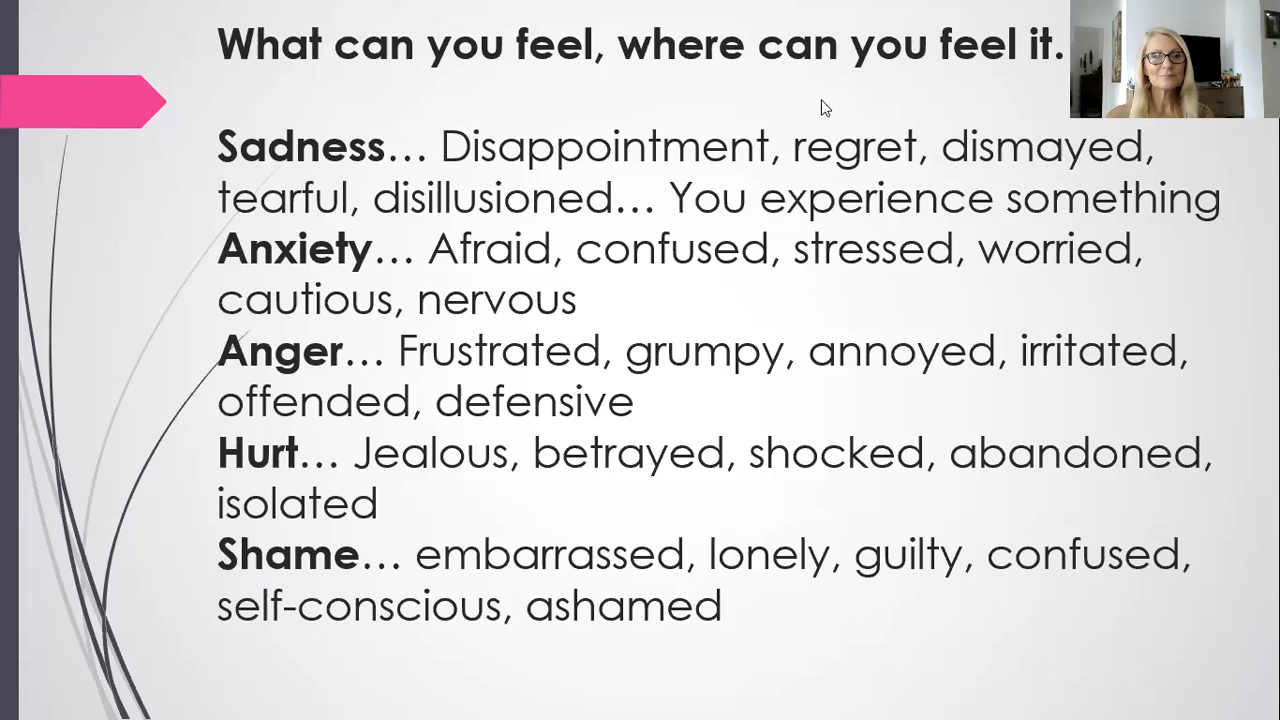 What can you feel, where can you feel it.
Sadness… Disappointment, regret, dismayed,
tearful, disillusioned… You experience something
Anxiety… Afraid, confused, stressed, worried,
cautious, nervous
Anger… Frustrated, grumpy, annoyed, irritated,
offended, defensive
Hurt… Jealous, betrayed, shocked, abandoned,
isolated
Shame… embarrassed, lonely, guilty, confused,
self-conscious, ashamed